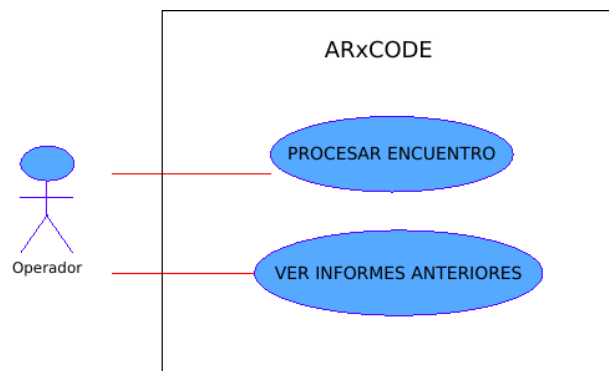 ARxCODE
PROCESAR ENCUENTRO
Operador
VER INFORMES ANTERIORES